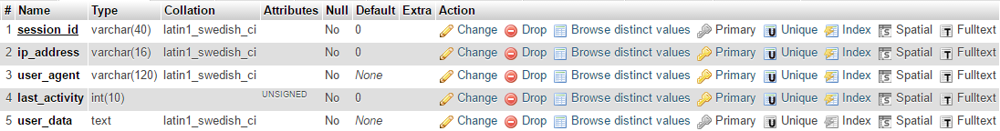 # Name Type Collation Attributes Null Default Extra Action
1 session_id varchar(40) latin1_swedish_ci No 0 Change Drop Browse distinct values Primary Unique Index Spatial Fulltext
2 ip_address varchar(16) latin1_swedish_ci No 0 Change Drop Browse distinct values Primary Unique Index Spatial Fulltext
3 user_agent varchar(120) latin1_swedish_ci No None Change Drop Browse distinct values Primary Unique Index Spatial Fulltext
4 last_activity int(10) UNSIGNED No 0 Change Drop Browse distinct values Primary Unique Index Spatial Fulltext
5 user_data text latin1_swedish_ci No None Change Drop Browse distinct values Primary Unique Index Spatial Fulltext